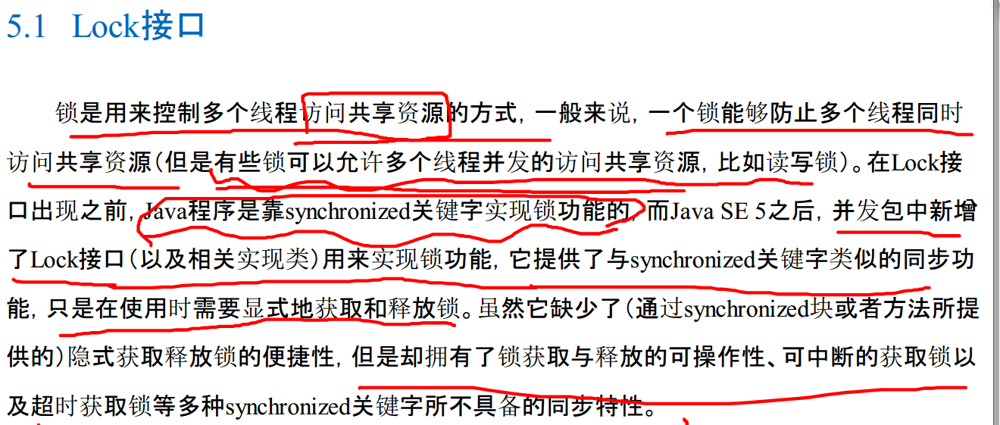 5.1 Lock接口
锁是用来控制多个线程访问共享资源的方式，一般来说，一个锁能够防止多个线程同时
访问共享资源（但是有些锁可以允许多个线程并发的访问共享资源，比如读写锁）。在Lock接
口出现之前，Java程序是靠synchronized关键字实现锁功能的，而Java SE 5之后，并发包中新增
了Lock接口（以及相关实现类）用来实现锁功能，它提供了与synchronized关键字类似的同步功
能，只是在使用时需要显式地获取和释放锁。虽然它缺少了（通过synchronized块或者方法所提
供的）隐式获取释放锁的便捷性，但是却拥有了锁获取与释放的可操作性、可中断的获取锁以
及超时获取锁等多种synchronized关键字所不具备的同步特性。